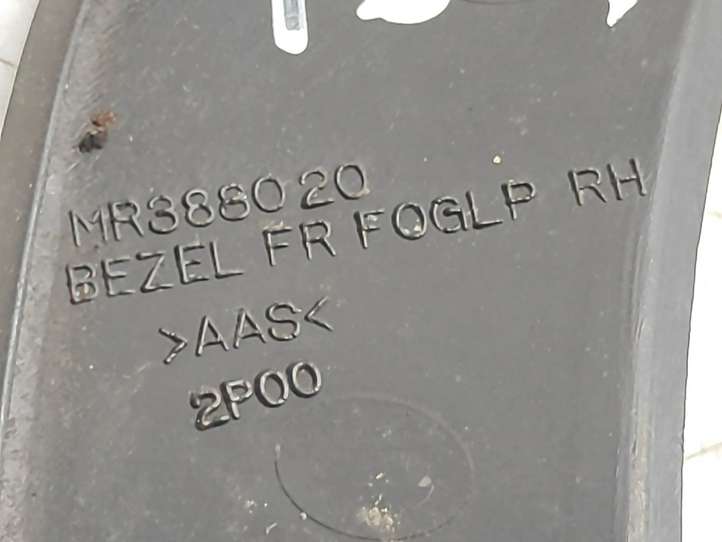 MR388020
BEZEL FR FOGLP RH
>AAS<
2P00